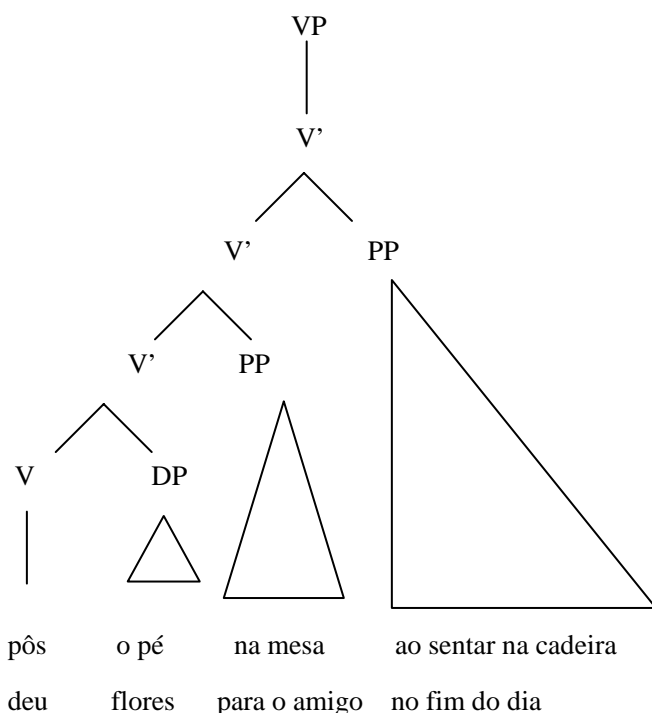 VP
V’
V’ PP
V’ PP
V DP
pôs o pé na mesa ao sentar na cadeira
deu flores para o amigo no fim do dia